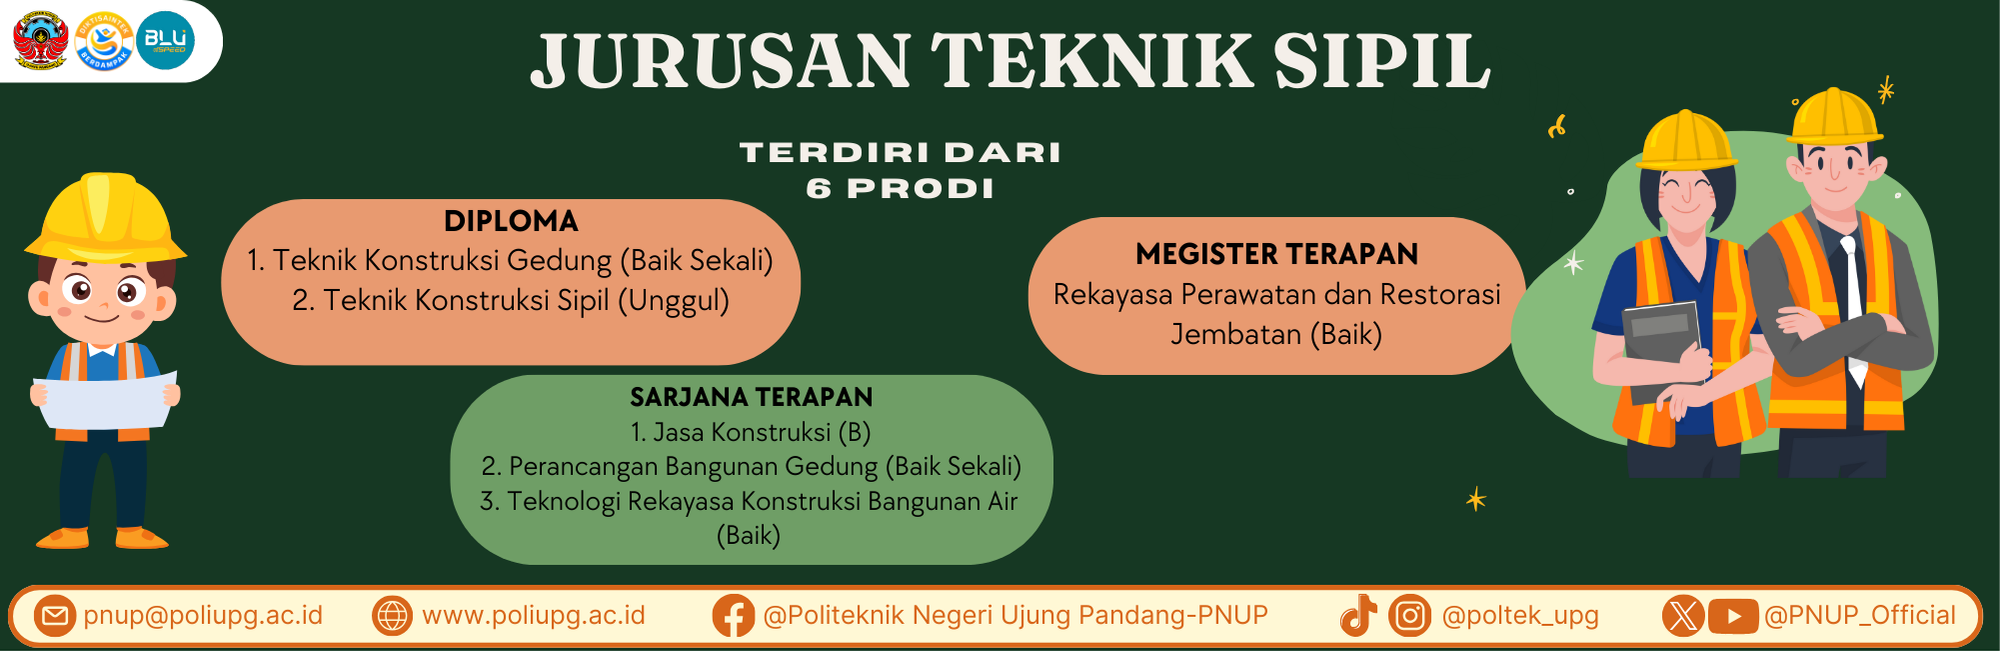 BLU
SPEED
DIKTISAINTEK
BERDAMPAK
JURUSAN TEKNIK SIPIL
TERDIRI DARI
6 PRODI
DIPLOMA
1. Teknik Konstruksi Gedung (Baik Sekali)
2. Teknik Konstruksi Sipil (Unggul)
MEGISTER TERAPAN
Rekayasa Perawatan dan Restorasi
Jembatan (Baik)
SARJANA TERAPAN
1. Jasa Konstruksi (B)
2. Perancangan Bangunan Gedung (Baik Sekali)
3. Teknologi Rekayasa Konstruksi Bangunan Air
(Baik)
pnup@poliupg.ac.id
www.poliupg.ac.id
@Politeknik Negeri Ujung Pandang-PNUP
@poltek_upg
@PNUP_Official